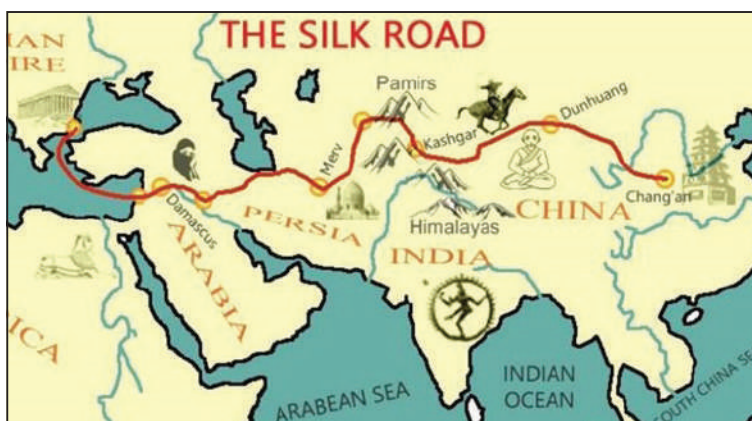 THE SILK ROAD
IAN
IRE
Pamirs
Dunhuang
Kashgar
Merv
Chang'an
Damascus
PERSIA
CHINA
Himalayas
ARABIA
INDIA
ICA
ARABEAN SEA
INDIAN
OCEAN
SOUTH CHINA SE